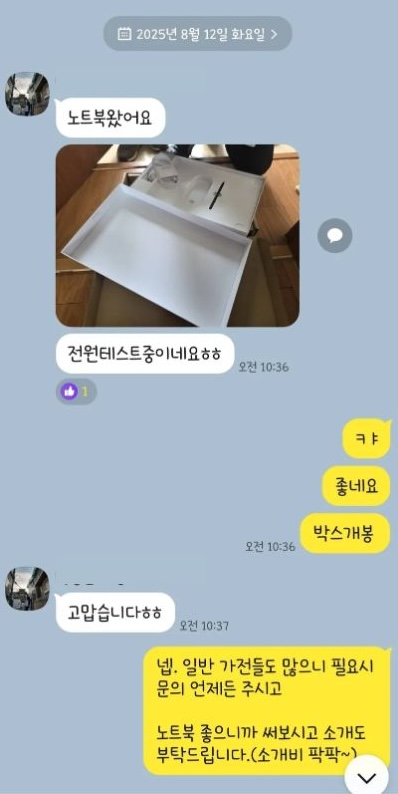 2025년 8월 12일 화요일 >
노트북왔어요
전원테스트중이네요ㅎㅎ
오전 10:36
1
ㅋㅑ
좋네요
박스개봉
오전 10:36
고맙습니다ㅎㅎ
오전 10:37
넵. 일반 가전들도 많으니 필요시
문의 언제든 주시고
노트북 좋으니까 써보시고 소개도
부탁드립니다.(소개비 팍팍~)